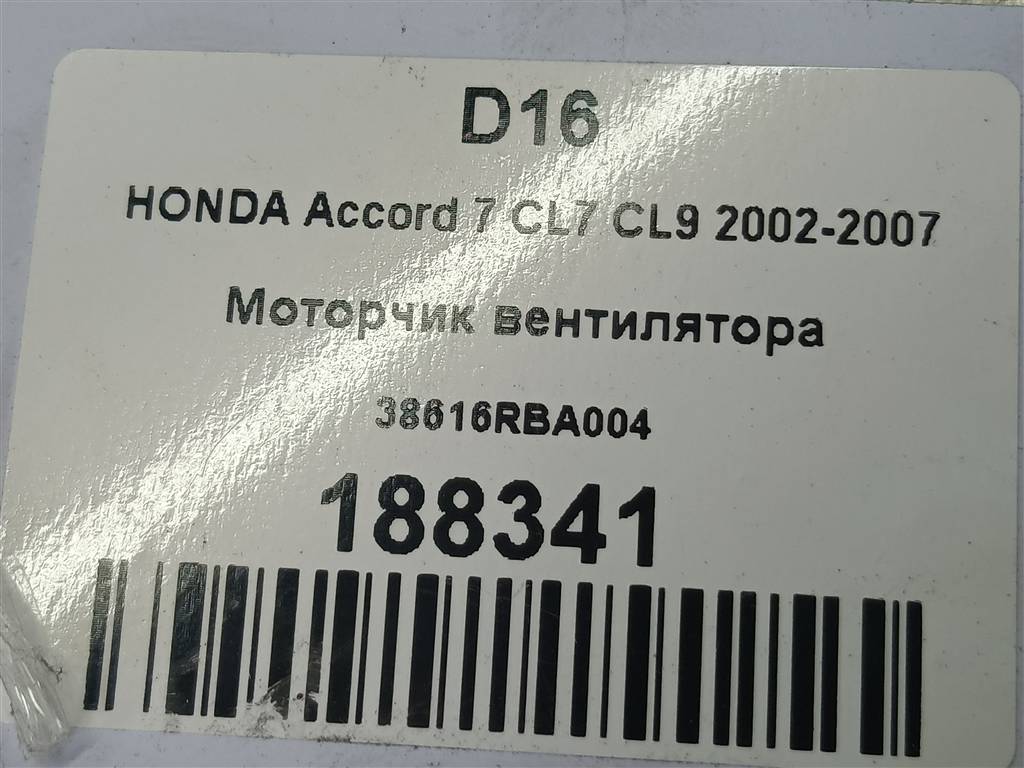 D16
HONDA Accord 7 CL7 CL9 2002-2007
Моторчик вентилятора
38616RBA004
188341